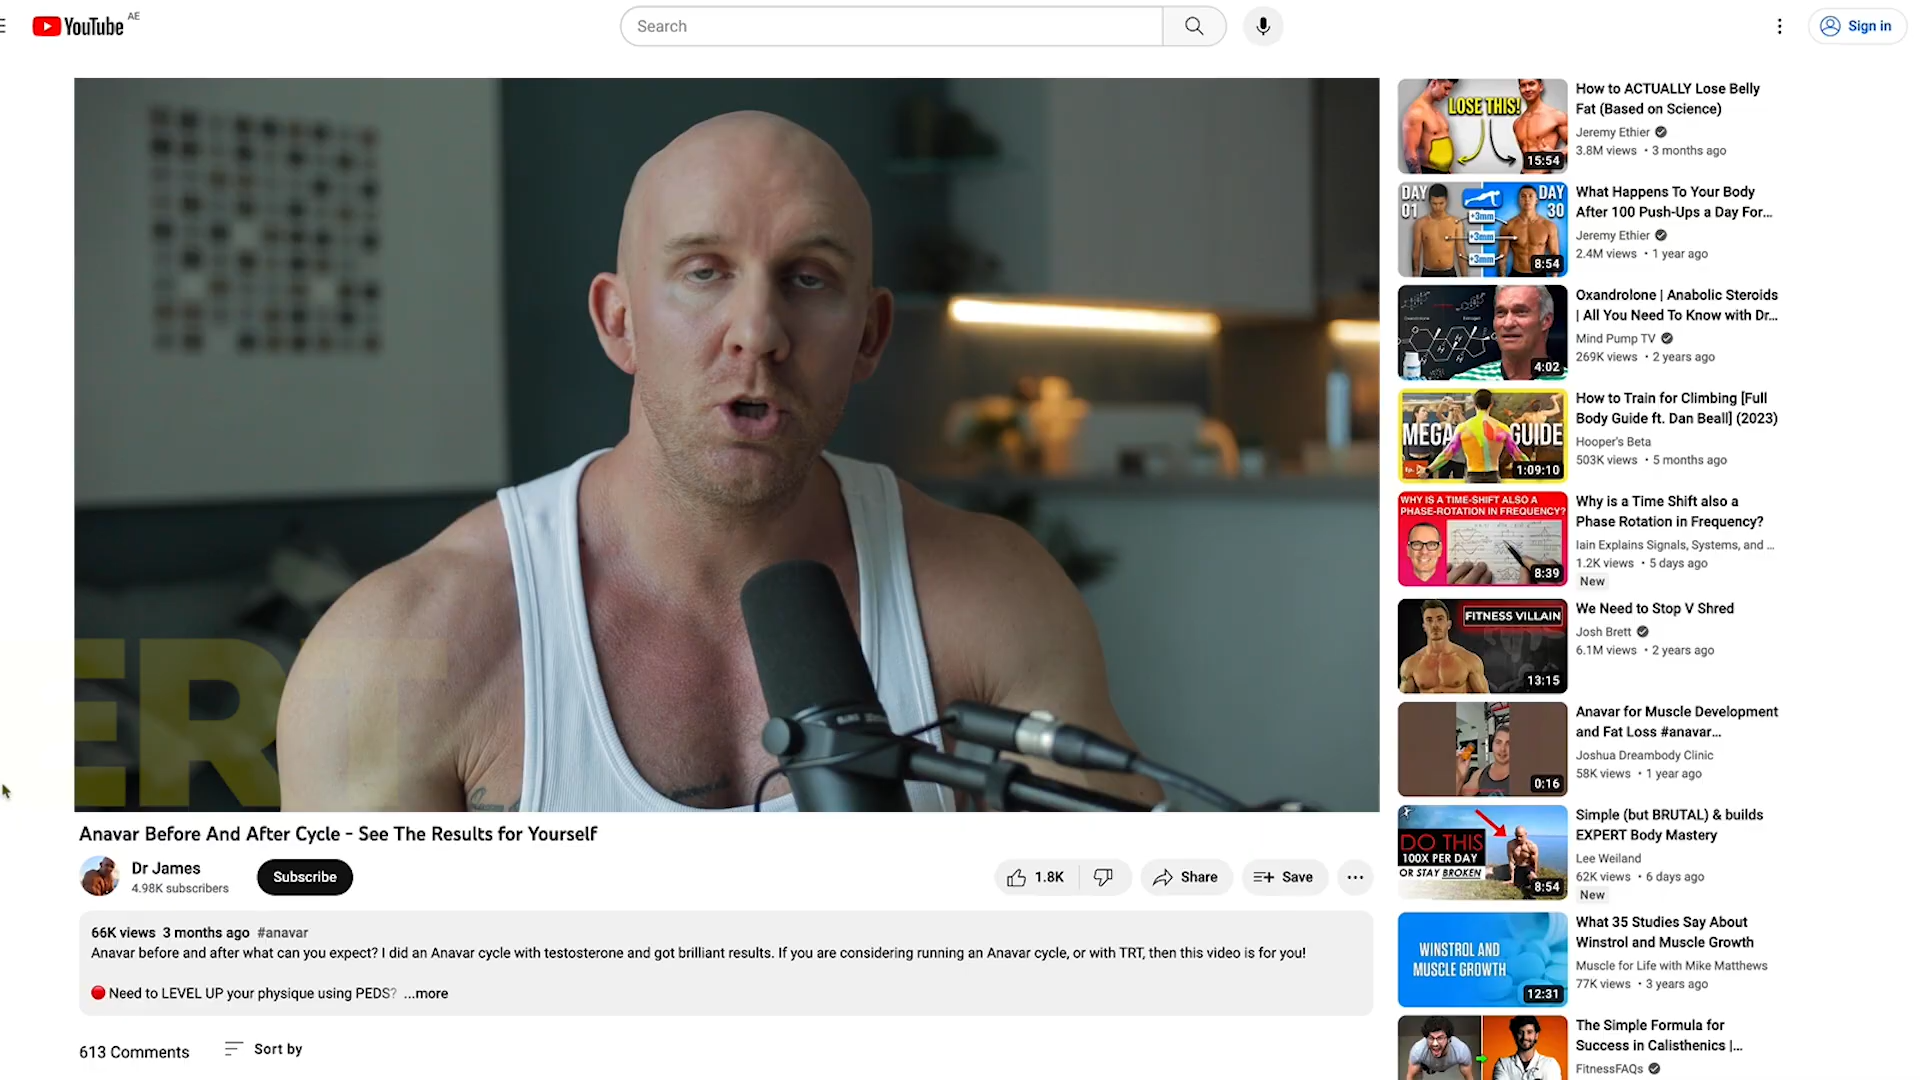 YouTube AE
Search
Sign in
ERT
Anavar Before And After Cycle - See The Results for Yourself
Dr James
4.98K subscribers
Subscribe
1.8K
Share
Save
66K views 3 months ago #anavar
Anavar before and after what can you expect? I did an Anavar cycle with testosterone and got brilliant results. If you are considering running an Anavar cycle, or with TRT, then this video is for you!
Need to LEVEL UP your physique using PEDS? ...more
613 Comments
Sort by
LOSE THIS!
15:54
How to ACTUALLY Lose Belly
Fat (Based on Science)
Jeremy Ethier
3.8M views • 3 months ago
DAY
01
DAY
30
+3mm
+3mm
+3mm
8:54
What Happens To Your Body
After 100 Push-Ups a Day For...
Jeremy Ethier
2.4M views • 1 year ago
4:02
Oxandrolone | Anabolic Steroids
| All You Need To Know with Dr...
Mind Pump TV
269K views • 2 years ago
MEGA GUIDE
1:09:10
How to Train for Climbing [Full
Body Guide ft. Dan Beall] (2023)
Hooper's Beta
503K views • 5 months ago
WHY IS A TIME-SHIFT ALSO A
PHASE-ROTATION IN FREQUENCY?
8:39
Why is a Time Shift also a
Phase Rotation in Frequency?
Iain Explains Signals, Systems, and ...
1.2K views • 5 days ago
New
FITNESS VILLAIN
13:15
We Need to Stop V Shred
Josh Brett
6.1M views • 2 years ago
0:16
Anavar for Muscle Development
and Fat Loss #anavar...
Joshua Dreambody Clinic
58K views • 1 year ago
DO THIS
100X PER DAY
OR STAY BROKEN
8:54
Simple (but BRUTAL) & builds
EXPERT Body Mastery
Lee Weiland
62K views • 6 days ago
New
WINSTROL AND
MUSCLE GROWTH
12:31
What 35 Studies Say About
Winstrol and Muscle Growth
Muscle for Life with Mike Matthews
77K views • 3 years ago
The Simple Formula for
Success in Calisthenics |...
FitnessFAQs